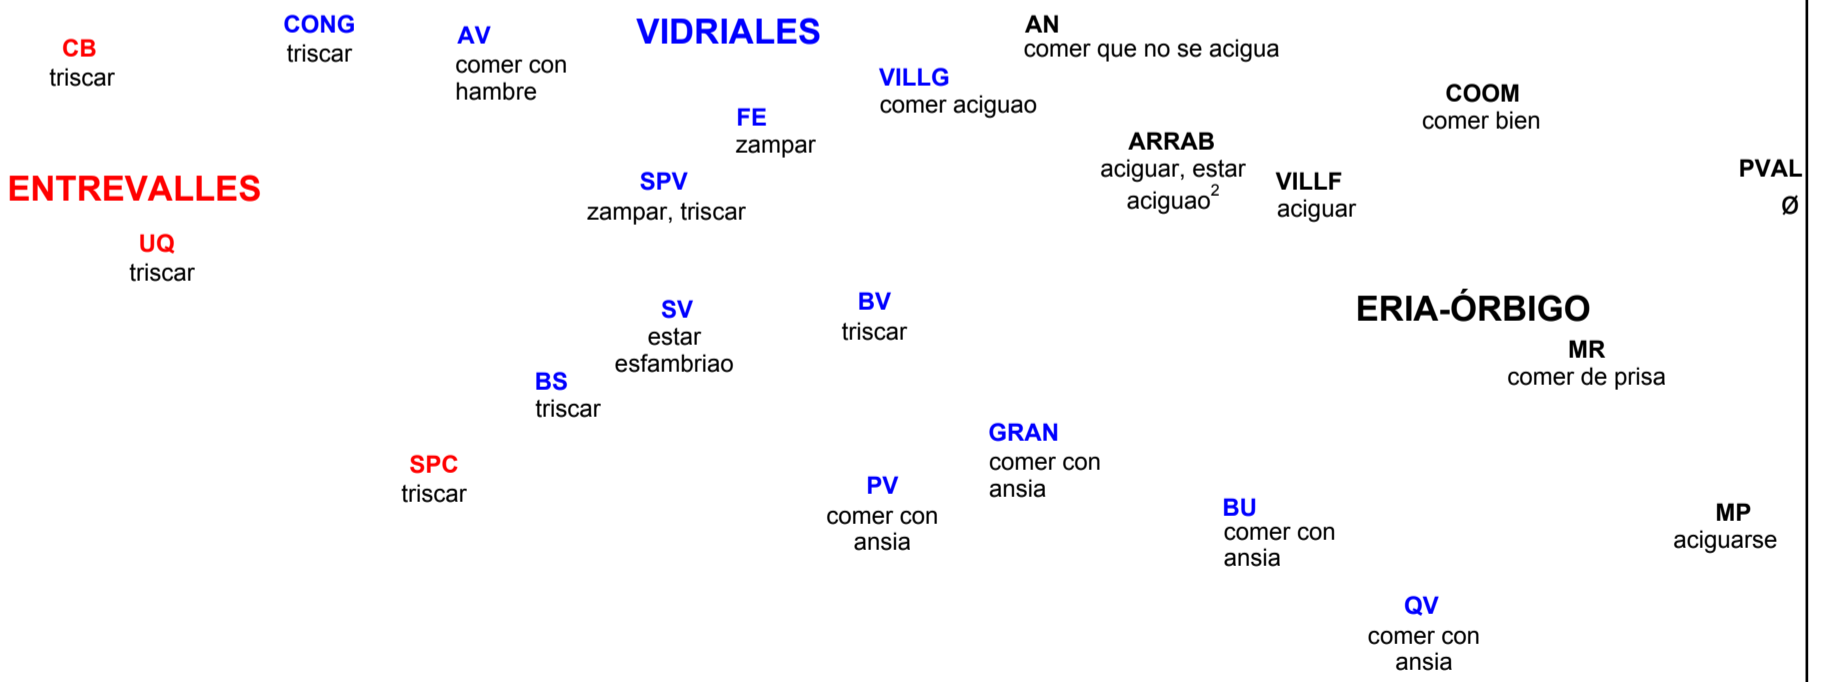 CB
triscar
CONG
triscar
AV
comer con
hambre
VIDRIALES
AN
comer que no se acigua
VILLG
comer aciguao
FE
zampar
COOM
comer bien
ARRAB
aciguar, estar
aciguao²
VILLF
aciguar
PVAL
Ø
ENTREVALLES
SPV
zampar, triscar
UQ
triscar
SV
estar
esfambriao
BV
triscar
ERIA-ÓRBIGO
MR
comer de prisa
BS
triscar
GRAN
comer con
ansia
SPC
triscar
PV
comer con
ansia
BU
comer con
ansia
MP
aciguarse
QV
comer con
ansia